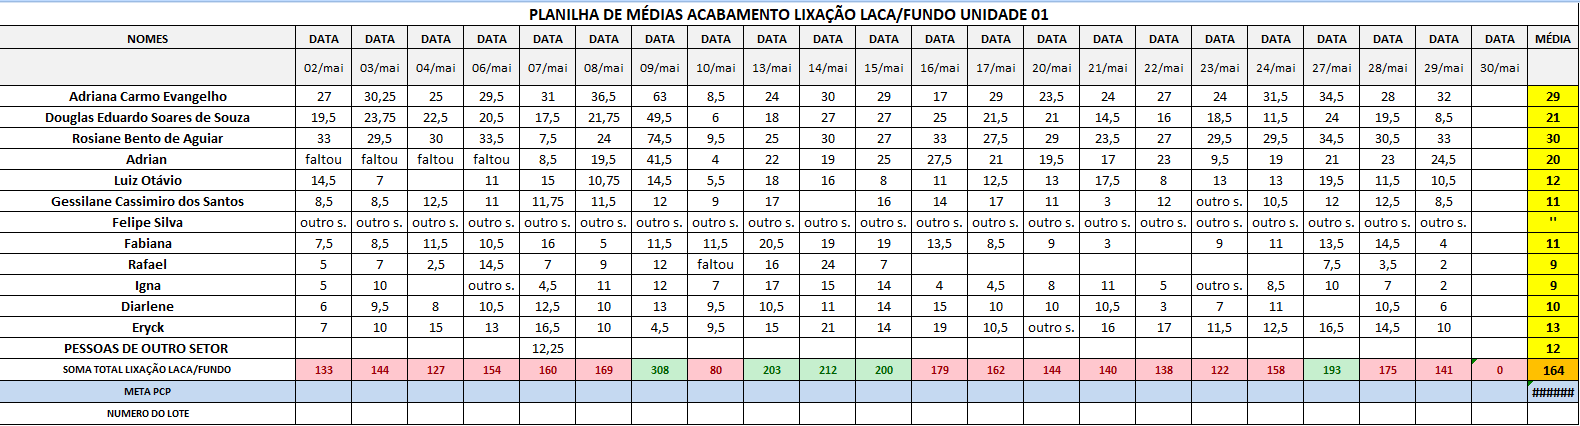 PLANILHA DE MÉDIAS ACABAMENTO LIXAÇÃO LACA/FUNDO UNIDADE 01
NOMES DATA DATA DATA DATA DATA DATA DATA DATA DATA DATA DATA DATA DATA DATA DATA DATA DATA DATA DATA DATA DATA DATA MÉDIA
02/mai 03/mai 04/mai 06/mai 07/mai 08/mai 09/mai 10/mai 13/mai 14/mai 15/mai 16/mai 17/mai 20/mai 21/mai 22/mai 23/mai 24/mai 27/mai 28/mai 29/mai 30/mai
Adriana Carmo Evangelho 27 30,25 25 29,5 31 36,5 63 8,5 24 30 29 17 29 23,5 24 27 24 31,5 34,5 28 32 29
Douglas Eduardo Soares de Souza 19,5 23,75 22,5 20,5 17,5 21,75 49,5 6 18 27 27 25 21,5 21 14,5 16 18,5 11,5 24 19,5 8,5 21
Rosiane Bento de Aguiar 33 29,5 30 33,5 7,5 24 74,5 9,5 25 30 27 33 27,5 29 23,5 27 29,5 29,5 34,5 30,5 33 30
Adrian faltou faltou faltou faltou 8,5 19,5 41,5 4 22 19 25 27,5 21 19,5 17 23 9,5 19 21 23 24,5 20
Luiz Otávio 14,5 7 11 15 10,75 14,5 5,5 18 16 8 11 12,5 13 17,5 8 13 13 19,5 11,5 10,5 12
Gessilane Cassimiro dos Santos 8,5 8,5 12,5 11 11,75 11,5 12 9 17 16 14 17 11 3 12 outro s. 10,5 12 12,5 8,5 11
Felipe Silva outro s. outro s. outro s. outro s. outro s. outro s. outro s. outro s. outro s. outro s. outro s. outro s. outro s. outro s. outro s. outro s. outro s. outro s. outro s. outro s. outro s. ''
Fabiana 7,5 8,5 11,5 10,5 16 5 11,5 11,5 20,5 19 19 13,5 8,5 9 3 9 11 13,5 14,5 4 11
Rafael 5 7 2,5 14,5 7 9 12 faltou 16 24 7 7,5 3,5 2 9
Igna 5 10 outro s. 4,5 11 12 7 17 15 14 4 4,5 8 11 5 outro s. 8,5 10 7 2 9
Diarlene 6 9,5 8 10,5 12,5 10 13 9,5 10,5 11 14 15 10 10 10,5 3 7 11 10,5 6 10
Eryck 7 10 15 13 16,5 10 4,5 9,5 15 21 14 19 10,5 outro s. 16 17 11,5 12,5 16,5 14,5 10 13
PESSOAS DE OUTRO SETOR 12,25 12
SOMA TOTAL LIXAÇÃO LACA/FUNDO 133 144 127 154 160 169 308 80 203 212 200 179 162 144 140 138 122 158 193 175 141 0 164
META PCP ######
NUMERO DO LOTE